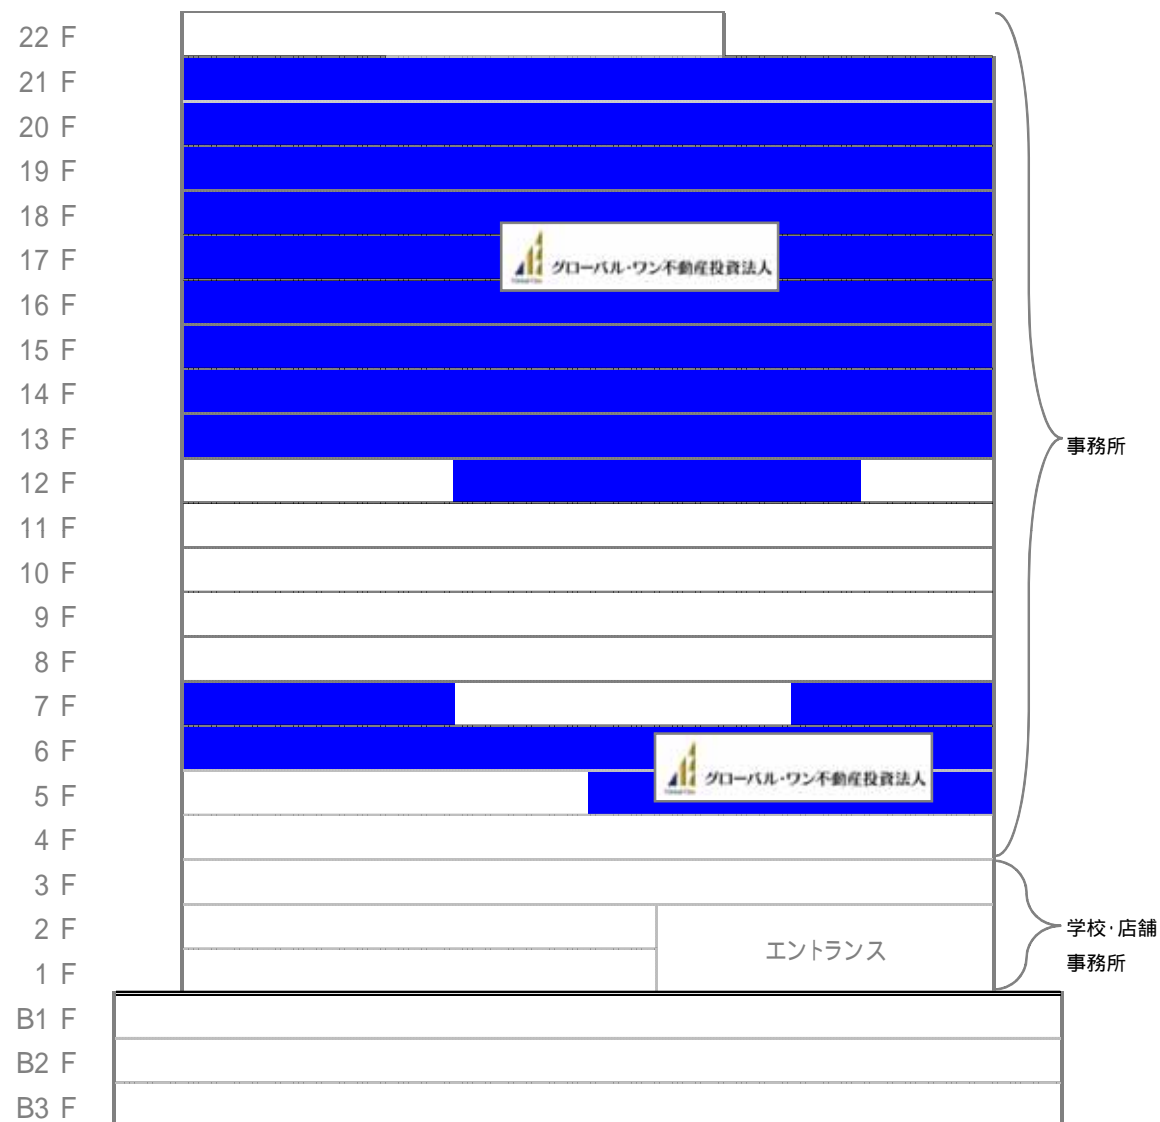 22 F
21 F
20 F
19 F
18 F
グローバル・ワン不動産投資法人
17 F
16 F
15 F
14 F
13 F
事務所
12 F
11 F
10 F
9 F
8 F
7 F
6 F
グローバル・ワン不動産投資法人
5 F
4 F
3 F
2 F
学校・店舗
エントランス
事務所
1 F
B1 F
B2 F
B3 F